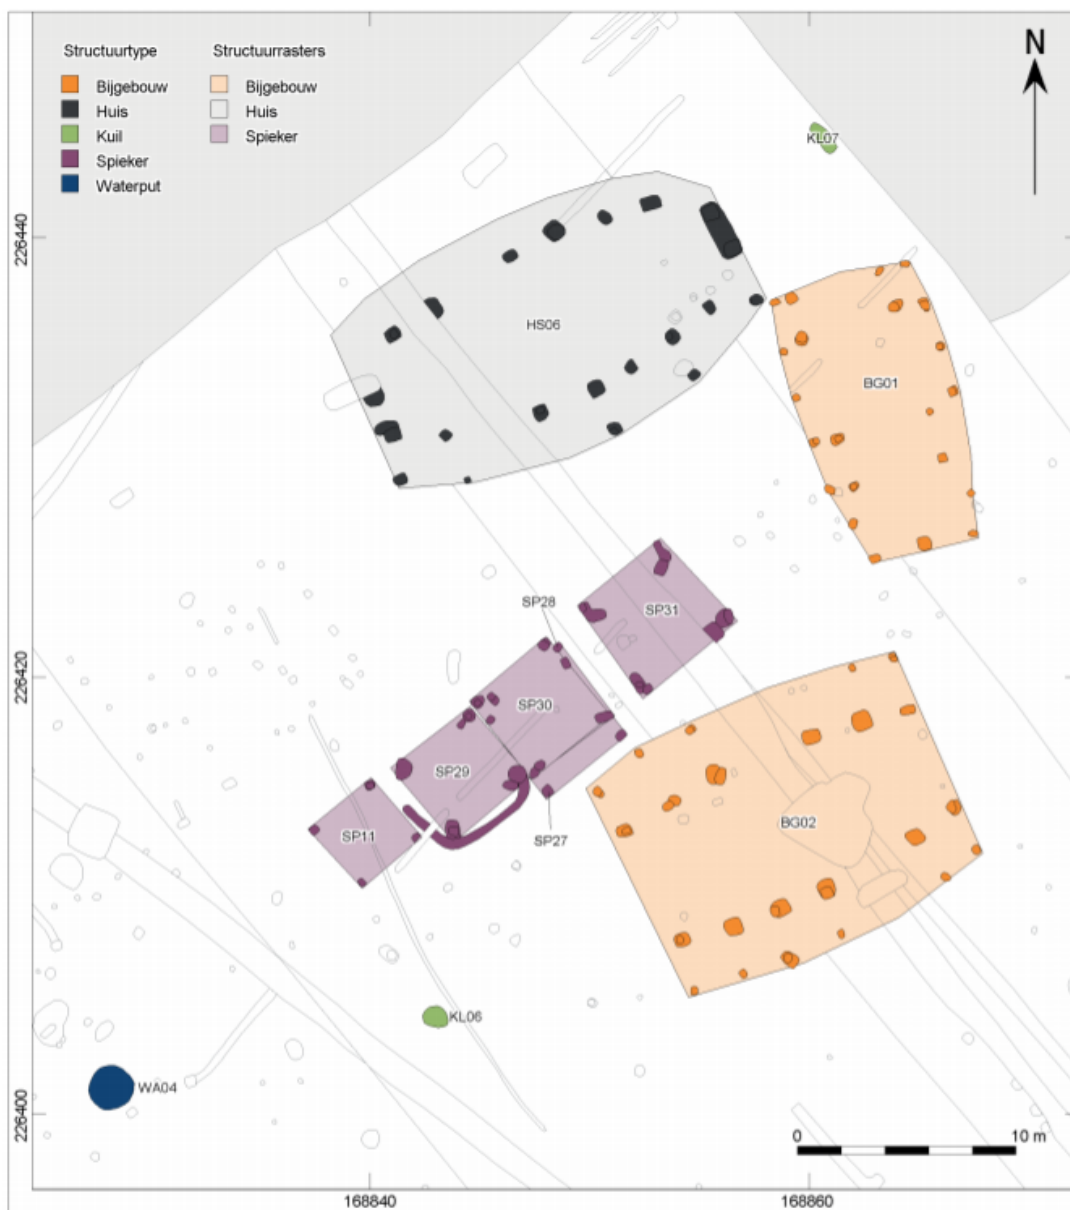 Structuurtype
Bijgebouw
Huis
Kuil
Spieker
Waterput
Structuurrasters
Bijgebouw
Huis
Spieker
N
KL07
226440
HS06
BG01
SP28
SP31
226420
SP30
SP29
BG02
SP11
SP27
KL06
WA04
226400
0 10 m
168840 168860